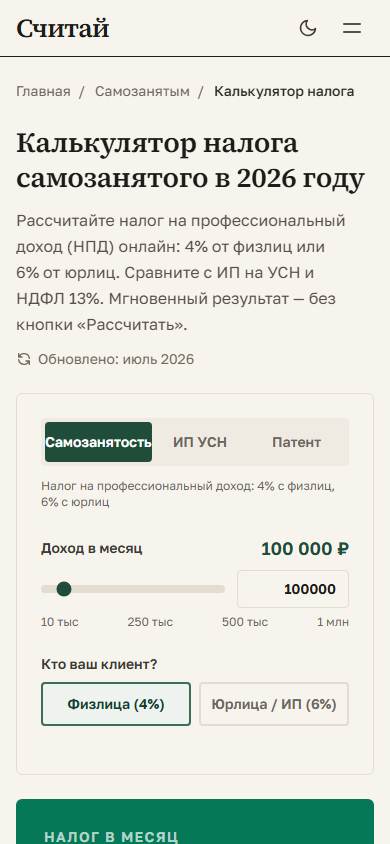 Считай
Главная / Самозанятым / Калькулятор налога
Калькулятор налога
самозанятого в 2026 году
Рассчитайте налог на профессиональный
доход (НПД) онлайн: 4% от физлиц или
6% от юрлиц. Сравните с ИП на УСН и
НДФЛ 13%. Мгновенный результат — без
кнопки «Рассчитать».
Обновлено: июль 2026
Самозанятость ИП УСН Патент
Налог на профессиональный доход: 4% с физлиц,
6% с юрлиц
Доход в месяц 100 000 ₽
100000
10 тыс 250 тыс 500 тыс 1 млн
Кто ваш клиент?
Физлица (4%) Юрлица / ИП (6%)
НАЛОГ В МЕСЯЦ